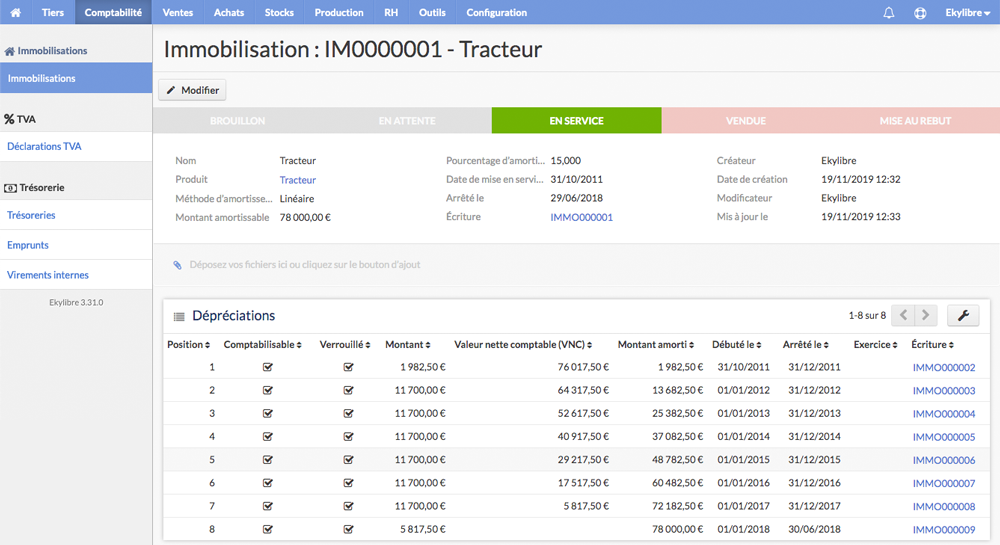 Tiers Comptabilité Ventes Achats Stocks Production RH Outils Configuration Ekylibre
Immobilisations
Immobilisations
TVA
Déclarations TVA
Trésorerie
Trésoreries
Emprunts
Virements internes
Ekylibre 3.31.0
Immobilisation : IM0000001 - Tracteur
Modifier
BROUILLON EN ATTENTE EN SERVICE VENDUE MISE AU REBUT
Nom Tracteur Pourcentage d'amorti... 15,000 Créateur Ekylibre
Produit Tracteur Date de mise en servi... 31/10/2011 Date de création 19/11/2019 12:32
Méthode d'amortisse... Linéaire Arrêté le 29/06/2018 Modificateur Ekylibre
Montant amortissable 78 000,00 € Écriture IMMO000001 Mis à jour le 19/11/2019 12:33
Déposez vos fichiers ici ou cliquez sur le bouton d'ajout
Dépréciations 1-8 sur 8
Position Comptabilisable Verrouillé Montant Valeur nette comptable (VNC) Montant amorti Débuté le Arrêté le Exercice Écriture
1 1 982,50 € 76 017,50 € 1 982,50 € 31/10/2011 31/12/2011 IMMO000002
2 11 700,00 € 64 317,50 € 13 682,50 € 01/01/2012 31/12/2012 IMMO000003
3 11 700,00 € 52 617,50 € 25 382,50 € 01/01/2013 31/12/2013 IMMO000004
4 11 700,00 € 40 917,50 € 37 082,50 € 01/01/2014 31/12/2014 IMMO000005
5 11 700,00 € 29 217,50 € 48 782,50 € 01/01/2015 31/12/2015 IMMO000006
6 11 700,00 € 17 517,50 € 60 482,50 € 01/01/2016 31/12/2016 IMMO000007
7 11 700,00 € 5 817,50 € 72 182,50 € 01/01/2017 31/12/2017 IMMO000008
8 5 817,50 € 78 000,00 € 01/01/2018 30/06/2018 IMMO000009